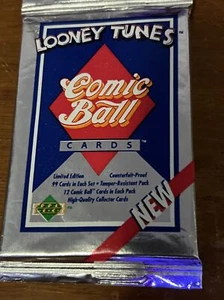 LOONEY TUNES
Comic
Ball
CARDS
Limited Edition Counterfeit-Proof
99 Cards in Each Set • Tamper-Resistant Pack
12 Comic Ball™ Cards in Each Pack
High-Quality Collector Cards
NEW